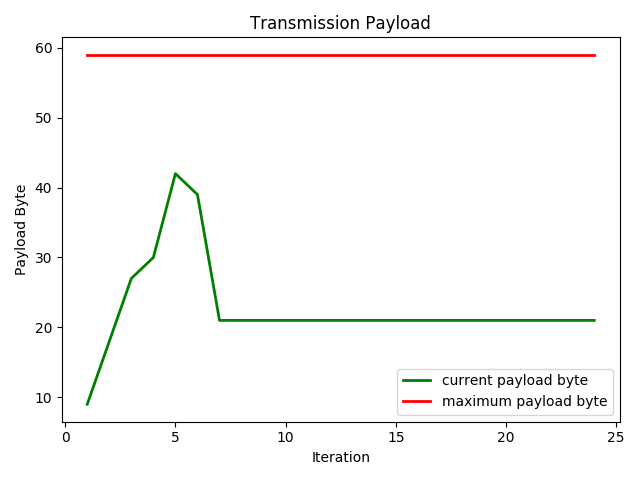 Transmission Payload
60
50
40
30
20
10
Payload Byte
current payload byte
maximum payload byte
0 5 10 15 20 25
Iteration